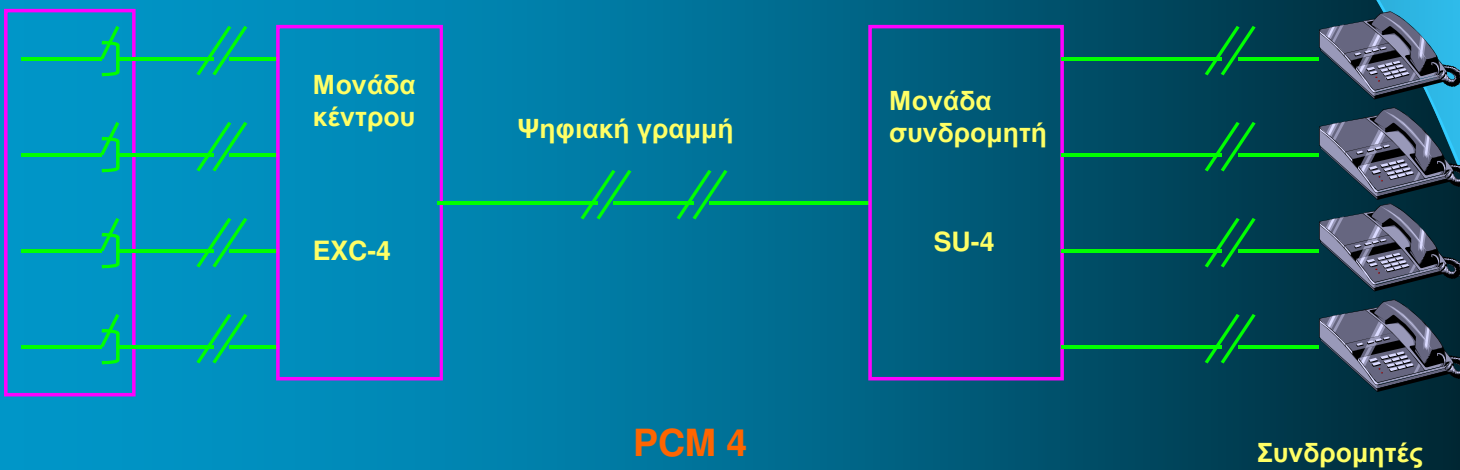 Μονάδα
κέντρου
EXC-4
Ψηφιακή γραμμή
Μονάδα
συνδρομητή
SU-4
PCM 4
Συνδρομητές